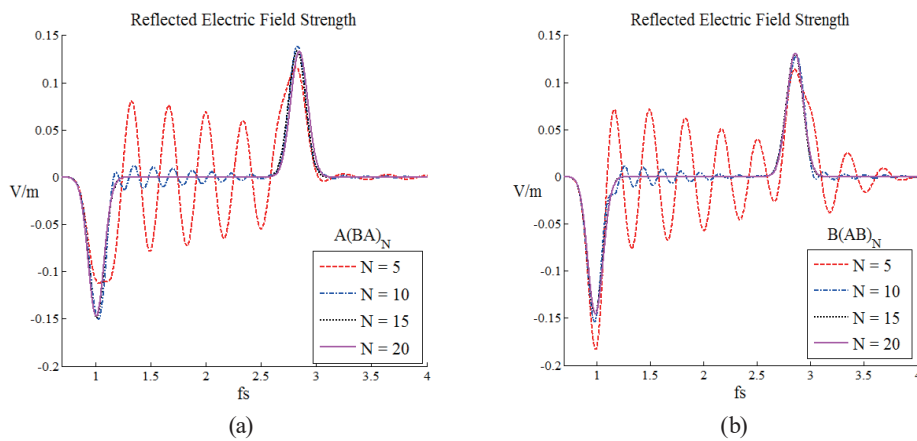 Reflected Electric Field Strength
0.15
0.1
0.05
0
V/m
-0.05
-0.1
-0.15
-0.2
1
1.5
2
2.5
3
3.5
4
fs
A(BA)N
N = 5
N = 10
N = 15
N = 20
(a)
Reflected Electric Field Strength
0.15
0.1
0.05
0
V/m
-0.05
-0.1
-0.15
-0.2
1
1.5
2
2.5
3
3.5
4
fs
B(AB)N
N = 5
N = 10
N = 15
N = 20
(b)